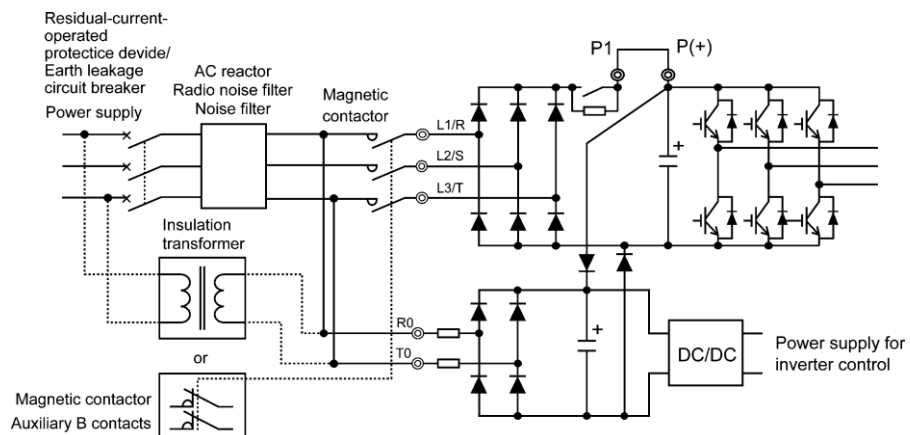 Residual-current-
operated
protectice devide/
Earth leakage
circuit breaker
Power supply
AC reactor
Radio noise filter
Noise filter
Magnetic
contactor
L1/R
L2/S
L3/T
P1
P(+)
+
Insulation
transformer
or
Magnetic contactor
Auxiliary B contacts
R0
T0
+
DC/DC
Power supply for
inverter control